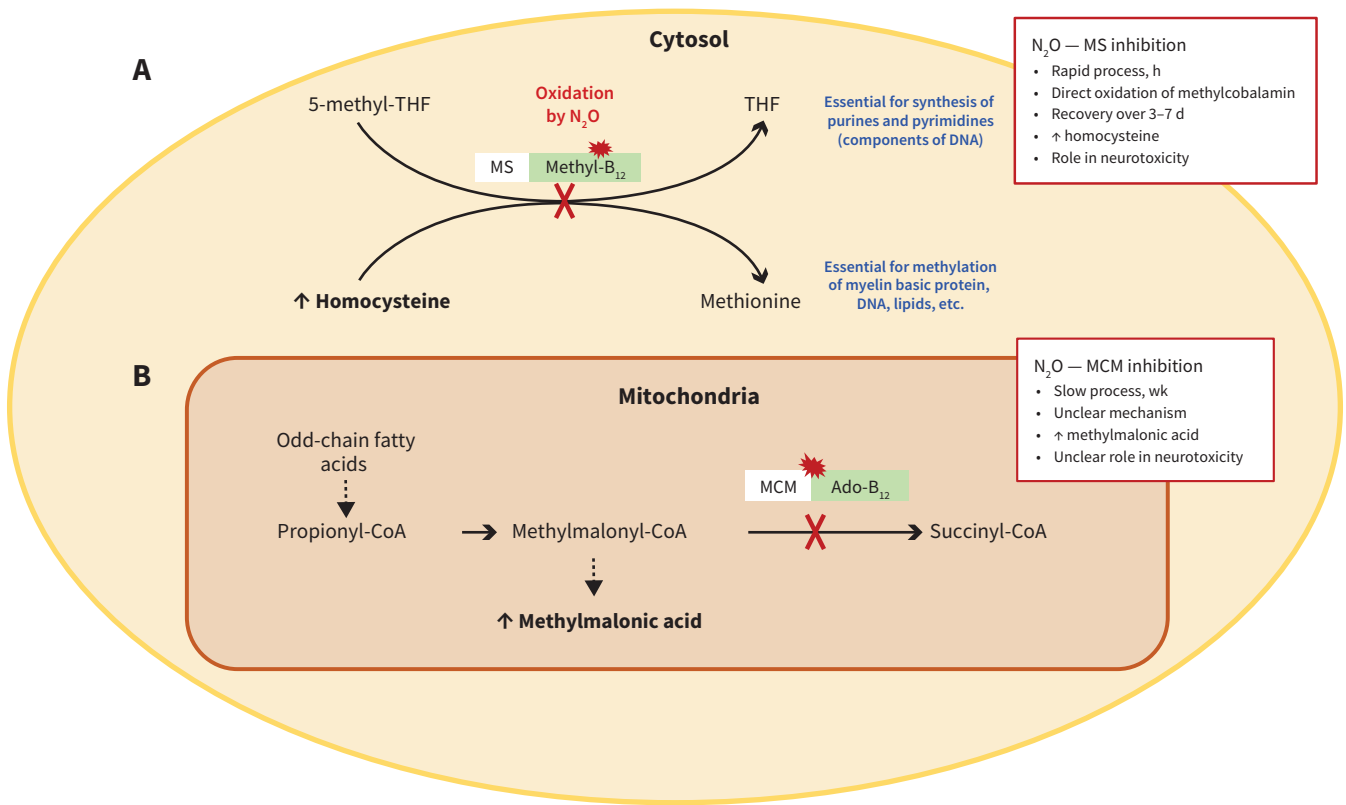 Cytosol
A
5-methyl-THF
Oxidation
by N₂O
THF
Essential for synthesis of
purines and pyrimidines
(components of DNA)
MS
Methyl-B₁₂
↑ Homocysteine
Methionine
Essential for methylation
of myelin basic protein,
DNA, lipids, etc.
N₂O — MS inhibition
• Rapid process, h
• Direct oxidation of methylcobalamin
• Recovery over 3–7 d
• ↑ homocysteine
• Role in neurotoxicity
B
Mitochondria
Odd-chain fatty
acids
Propionyl-CoA
Methylmalonyl-CoA
MCM
Ado-B₁₂
Succinyl-CoA
↑ Methylmalonic acid
N₂O — MCM inhibition
• Slow process, wk
• Unclear mechanism
• ↑ methylmalonic acid
• Unclear role in neurotoxicity